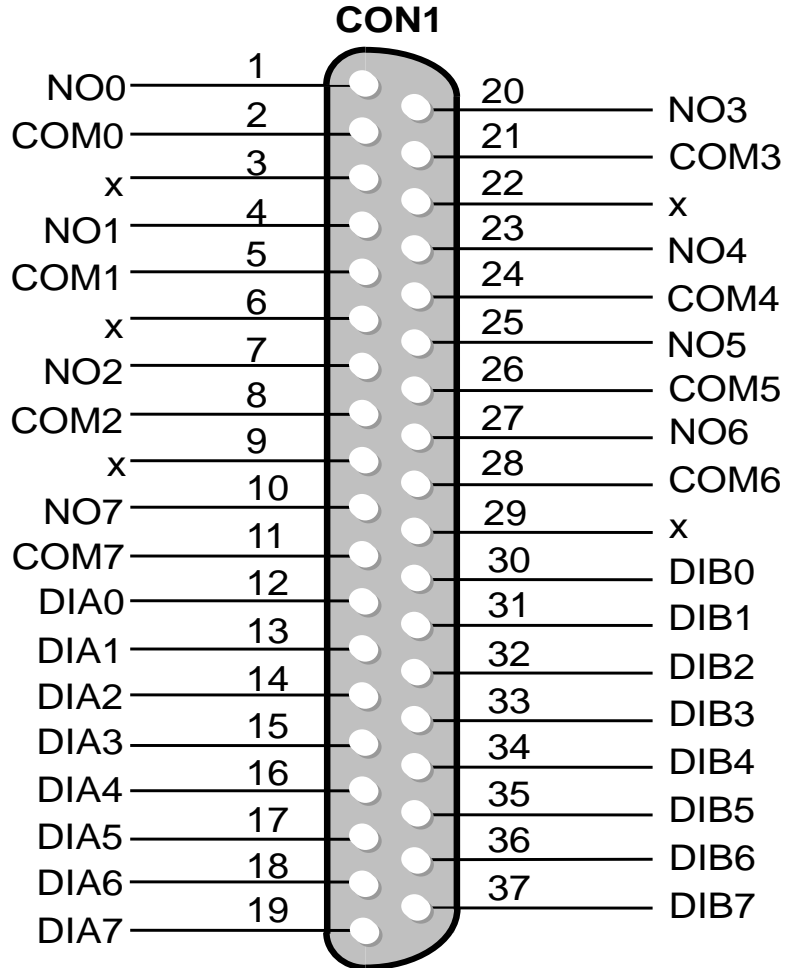 CON1
NO0 1
COM0 2
x 3
NO1 4
COM1 5
x 6
NO2 7
COM2 8
x 9
NO7 10
COM7 11
DIA0 12
DIA1 13
DIA2 14
DIA3 15
DIA4 16
DIA5 17
DIA6 18
DIA7 19
20 NO3
21 COM3
22 x
23 NO4
24 COM4
25 NO5
26 COM5
27 NO6
28 COM6
29 x
30 DIB0
31 DIB1
32 DIB2
33 DIB3
34 DIB4
35 DIB5
36 DIB6
37 DIB7